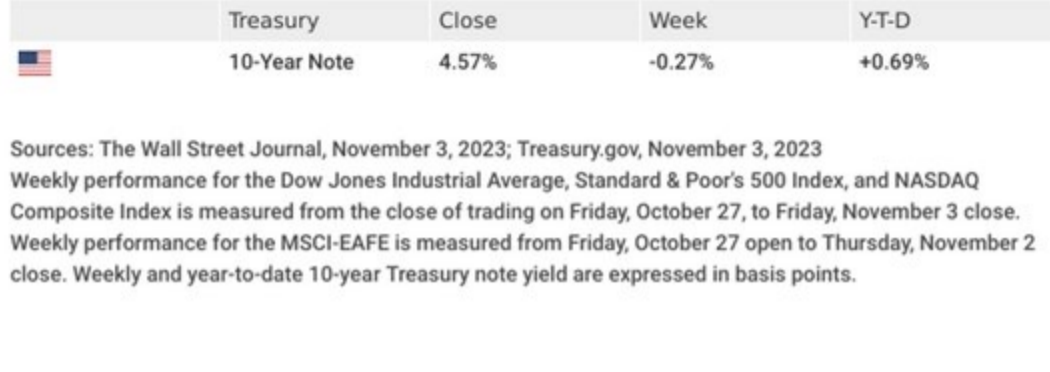 Treasury Close Week Y-T-D
10-Year Note 4.57% -0.27% +0.69%
Sources: The Wall Street Journal, November 3, 2023; Treasury.gov, November 3, 2023
Weekly performance for the Dow Jones Industrial Average, Standard & Poor's 500 Index, and NASDAQ
Composite Index is measured from the close of trading on Friday, October 27, to Friday, November 3 close.
Weekly performance for the MSCI-EAFE is measured from Friday, October 27 open to Thursday, November 2
close. Weekly and year-to-date 10-year Treasury note yield are expressed in basis points.